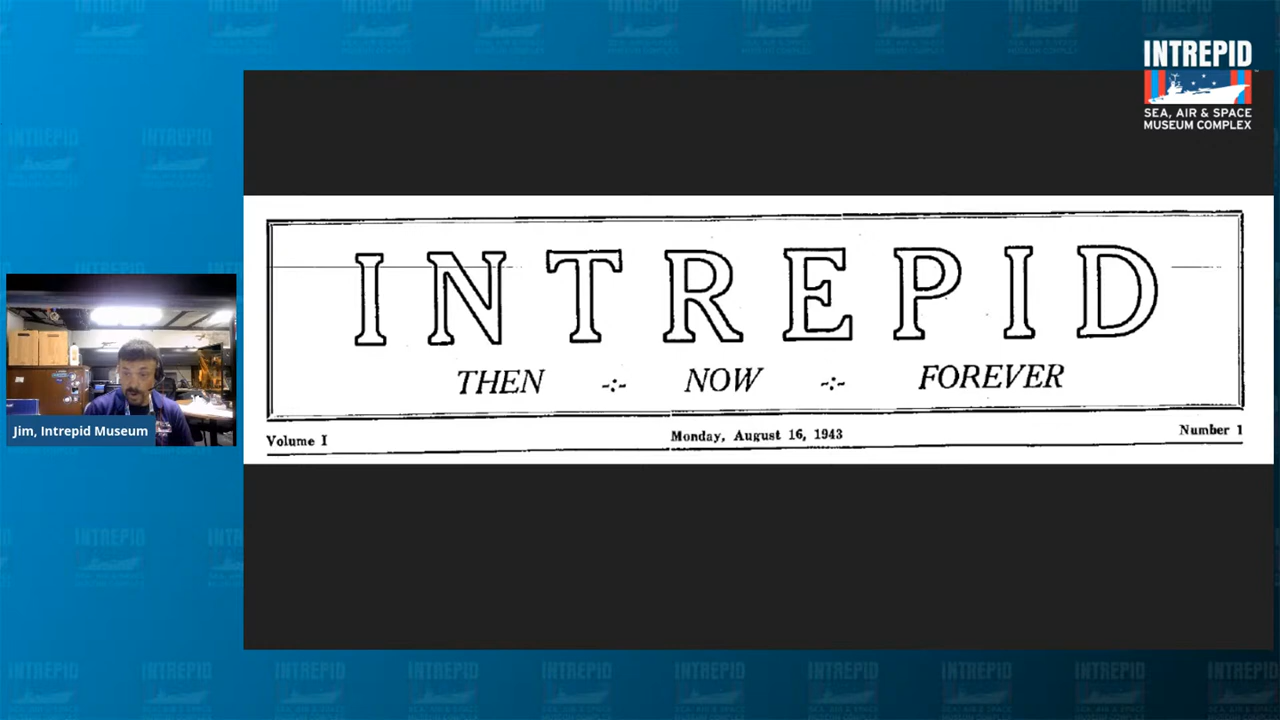 INTREPID
SEA, AIR & SPACE
MUSEUM COMPLEX
INTREPID
THEN -:- NOW -:- FOREVER
Volume I Monday, August 16, 1943 Number 1
Jim, Intrepid Museum